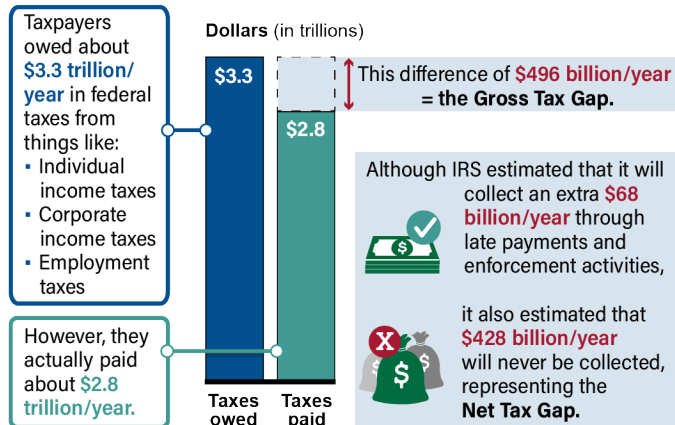 Taxpayers
owed about
$3.3 trillion/
year in federal
taxes from
things like:
▪ Individual
income taxes
▪ Corporate
income taxes
▪ Employment
taxes
However, they
actually paid
about $2.8
trillion/year.
Dollars (in trillions)
$3.3
$2.8
Taxes
owed
Taxes
paid
This difference of $496 billion/year
= the Gross Tax Gap.
Although IRS estimated that it will
collect an extra $68
billion/year through
late payments and
enforcement activities,
$
it also estimated that
$428 billion/year
will never be collected,
representing the
Net Tax Gap.
X
$